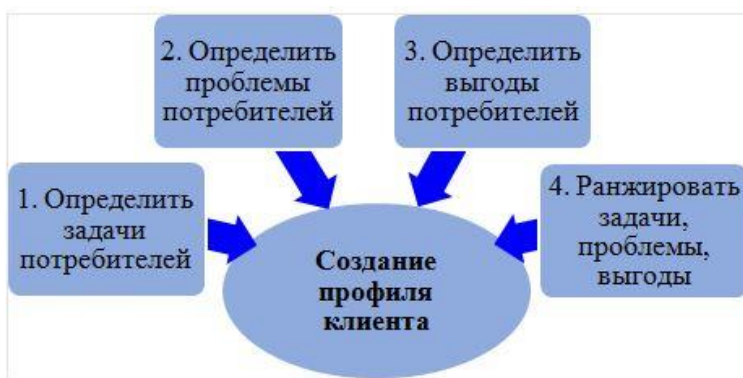 1. Определить
задачи
потребителей
2. Определить
проблемы
потребителей
3. Определить
выгоды
потребителей
4. Ранжировать
задачи,
проблемы,
выгоды
Создание
профиля
клиента